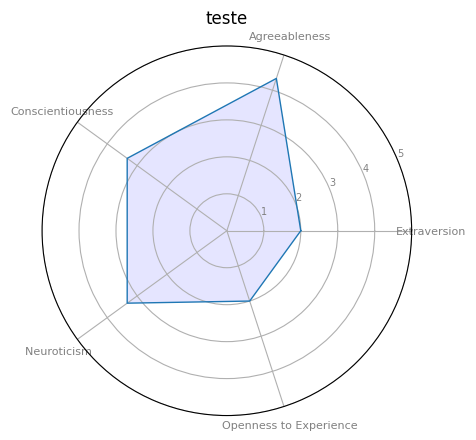 teste
Agreeableness
Conscientiousness
5
4
3
2
1
Extraversion
Neuroticism
Openness to Experience